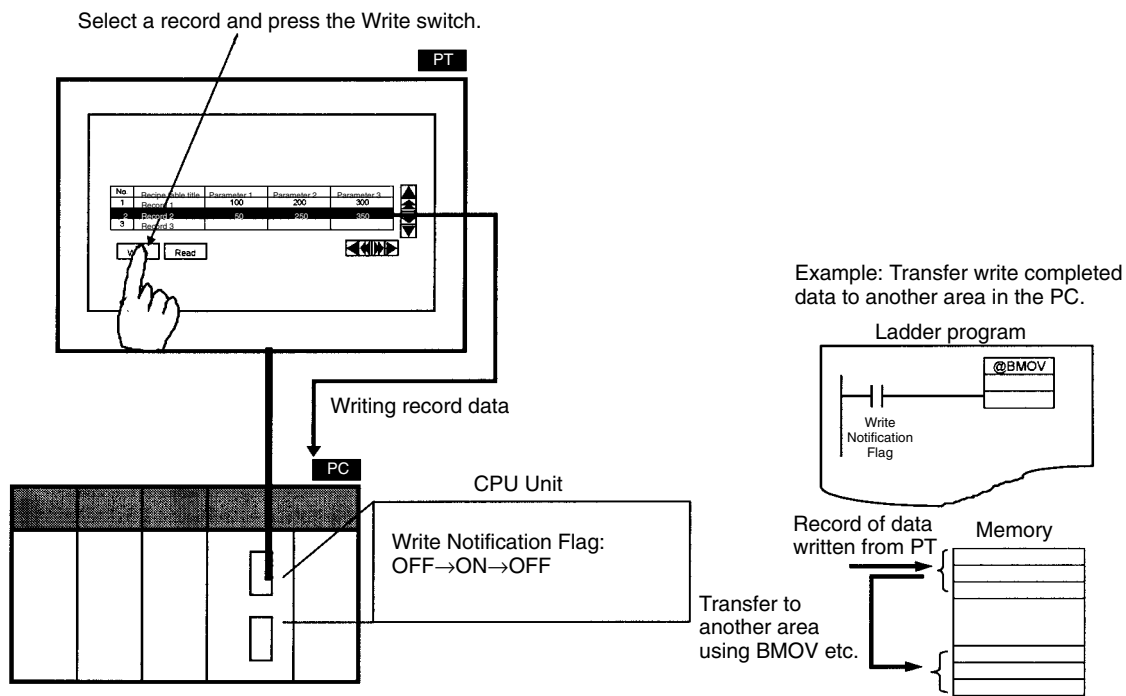 Select a record and press the Write switch.
PT
No. Recipe table title Parameter 1 Parameter 2 Parameter 3
1 Record 1 100 200 300
2 Record 2 50 250 350
3 Record 3
Read
Writing record data
PC
CPU Unit
Write Notification Flag:
OFF→ON→OFF
Example: Transfer write completed
data to another area in the PC.
Ladder program
@BMOV
Write
Notification
Flag
Record of data
written from PT
Memory
Transfer to
another area
using BMOV etc.